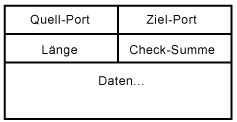 Quell-Port Ziel-Port
Länge Check-Summe
Daten...